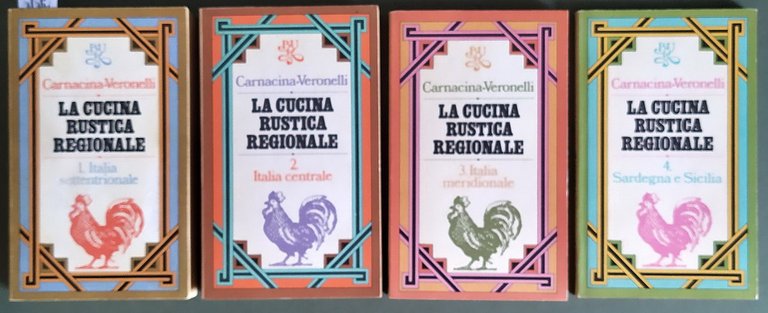 BUR
Carnacina-Veronelli
LA CUCINA
RUSTICA
REGIONALE
1. Italia
settentrionale
BUR
Carnacina-Veronelli
LA CUCINA
RUSTICA
REGIONALE
2.
Italia centrale
BUR
Carnacina-Veronelli
LA CUCINA
RUSTICA
REGIONALE
3. Italia
meridionale
BUR
Carnacina-Veronelli
LA CUCINA
RUSTICA
REGIONALE
4.
Sardegna e Sicilia